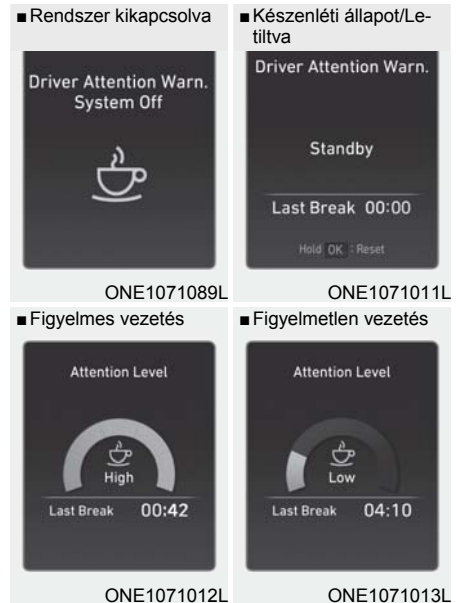 ■ Rendszer kikapcsolva
Driver Attention Warn.
System Off
ONE1071089L
■ Készenléti állapot/Le-
tiltva
Driver Attention Warn.
Standby
Last Break 00:00
Hold OK : Reset
ONE1071011L
■ Figyelmes vezetés
Attention Level
High
Last Break 00:42
ONE1071012L
■ Figyelmetlen vezetés
Attention Level
Low
Last Break 04:10
ONE1071013L